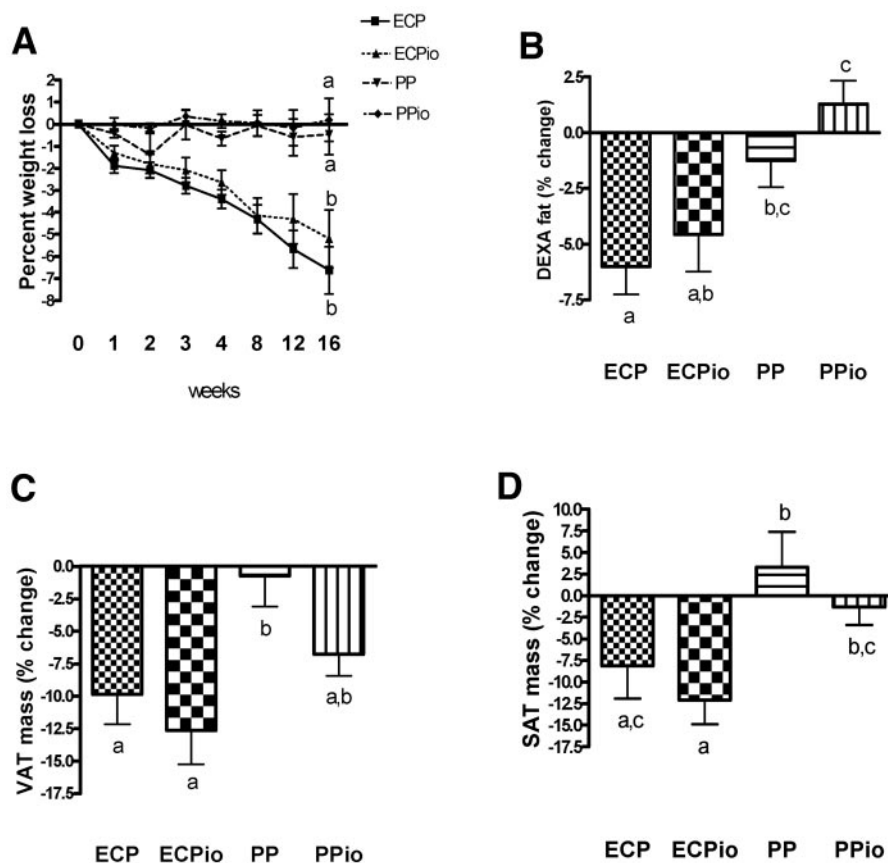 A
ECP
ECPio
PP
PPio
Percent weight loss
2
1
0
-1
-2
-3
-4
-5
-6
-7
-8
a
a
b
b
0 1 2 3 4 8 12 16
weeks
B
DEXA fat (% change)
2.5
0.0
-2.5
-5.0
-7.5
a
a,b
b,c
c
ECP ECPio PP PPio
C
VAT mass (% change)
0.0
-2.5
-5.0
-7.5
-10.0
-12.5
-15.0
-17.5
a
a
b
a,b
ECP ECPio PP PPio
D
SAT mass (% change)
10.0
7.5
5.0
2.5
0.0
-2.5
-5.0
-7.5
-10.0
-12.5
-15.0
-17.5
a,c
a
b
b,c
ECP ECPio PP PPio